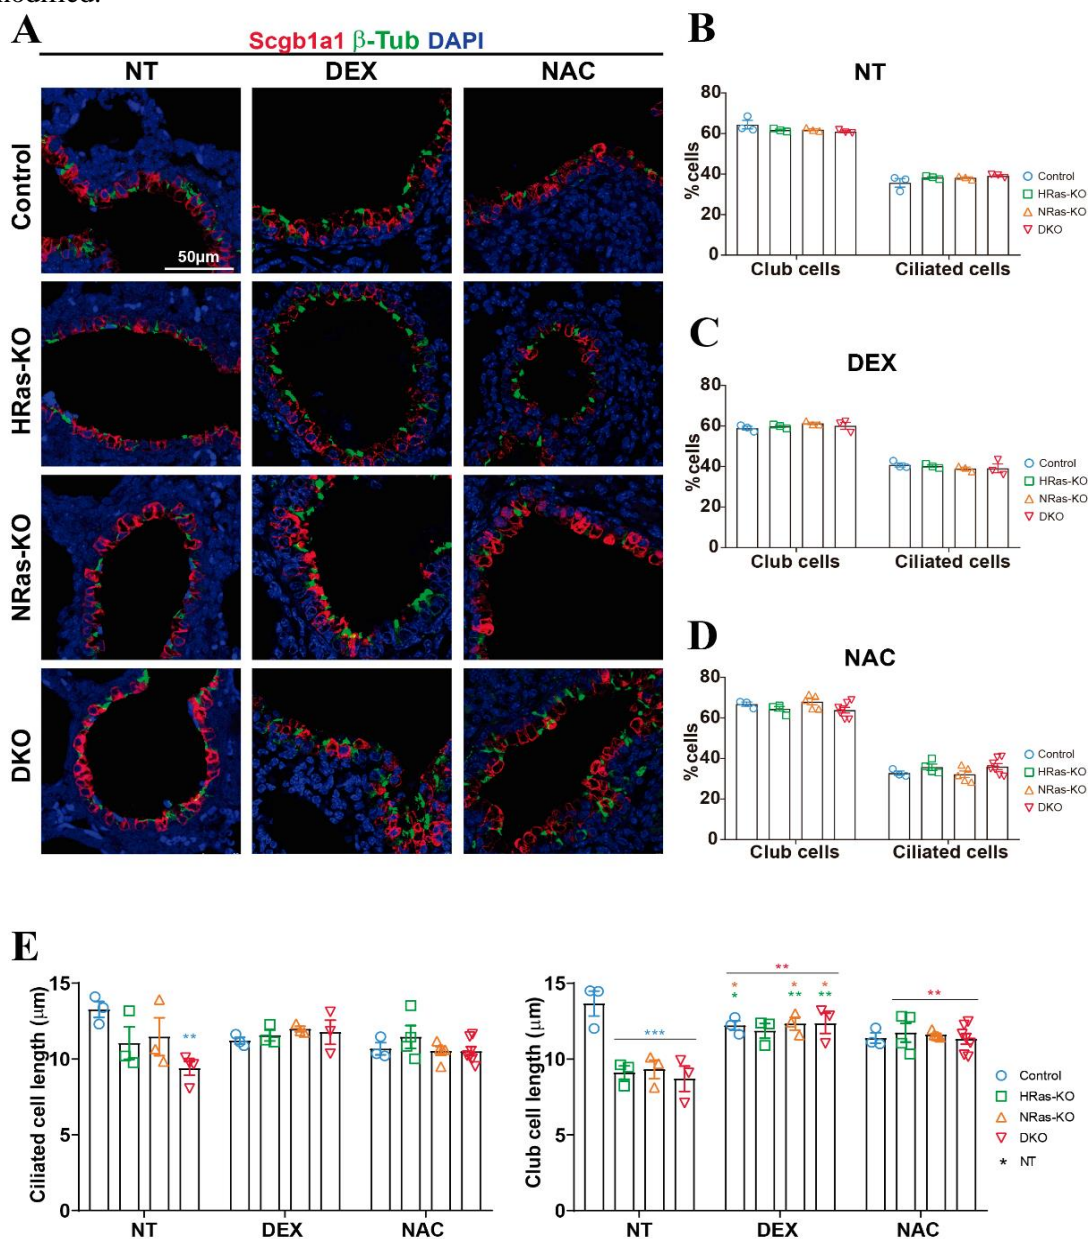 modified.
A
Scgb1a1 β-Tub DAPI
NT DEX NAC
Control
50μm
HRas-KO
NRas-KO
DKO
B
NT
80
60
40
20
0
%cells
Club cells Ciliated cells
Control
HRas-KO
NRas-KO
DKO
C
DEX
80
60
40
20
0
%cells
Club cells Ciliated cells
Control
HRas-KO
NRas-KO
DKO
D
NAC
80
60
40
20
0
%cells
Club cells Ciliated cells
Control
HRas-KO
NRas-KO
DKO
E
Ciliated cell length (μm)
15
10
5
0
**
NT DEX NAC
Club cell length (μm)
15
10
5
0
***
**
* * *
* ** **
**
NT DEX NAC
Control
HRas-KO
NRas-KO
DKO
* NT